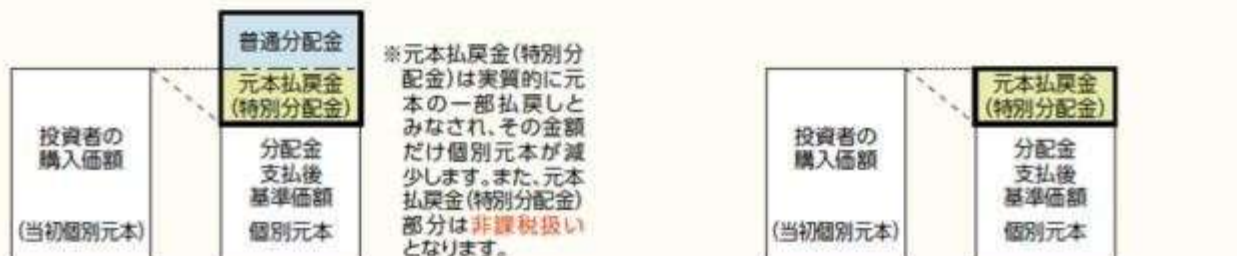 普通分配金
元本払戻金
(特別分配金)
投資者の
購入価額
(当初個別元本)
分配金
支払後
基準価額
個別元本
※元本払戻金(特別分
配金)は実質的に元
本の一部払戻しと
みなされ、その金額
だけ個別元本が減
少します。また、元本
払戻金(特別分配金)
部分は非課税扱い
となります。
元本払戻金
(特別分配金)
投資者の
購入価額
(当初個別元本)
分配金
支払後
基準価額
個別元本